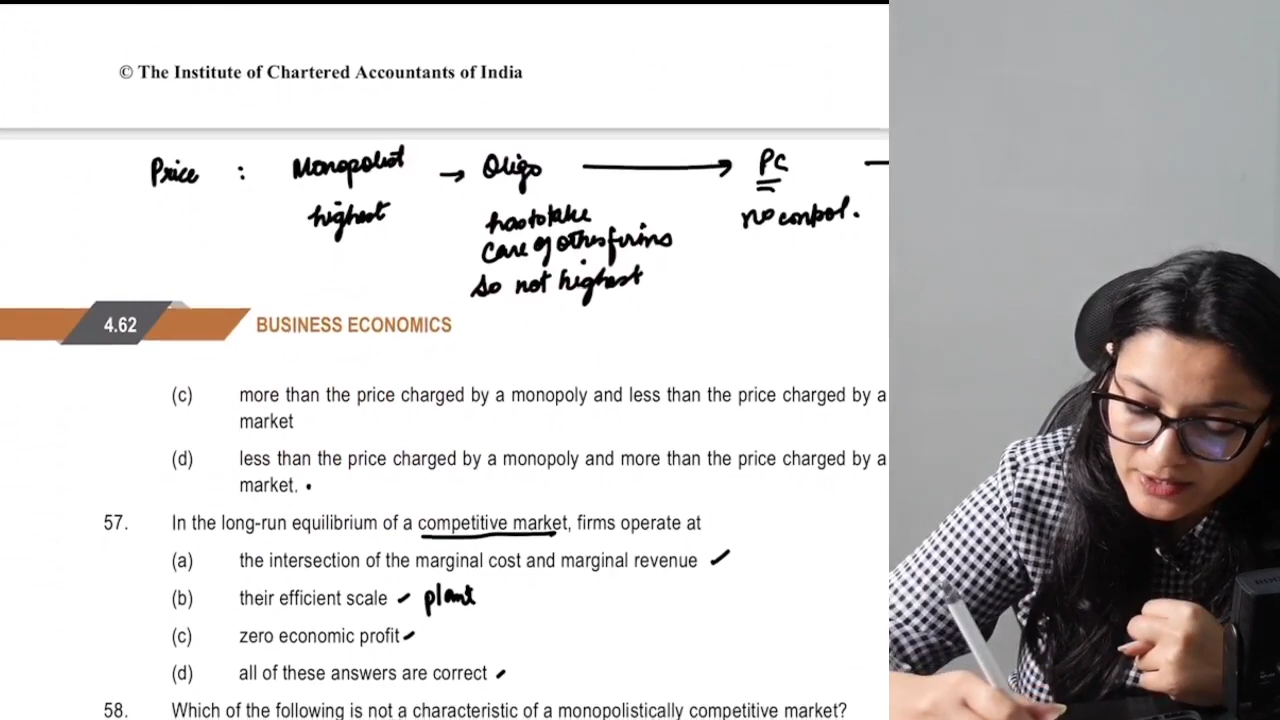 © The Institute of Chartered Accountants of India
Price : Monopolist → Oligo → PC
highest has to take no control.
care of other firms
so not highest
4.62 BUSINESS ECONOMICS
(c) more than the price charged by a monopoly and less than the price charged by a
market
(d) less than the price charged by a monopoly and more than the price charged by a
market.
57. In the long-run equilibrium of a competitive market, firms operate at
(a) the intersection of the marginal cost and marginal revenue
(b) their efficient scale plant
(c) zero economic profit
(d) all of these answers are correct
58. Which of the following is not a characteristic of a monopolistically competitive market?